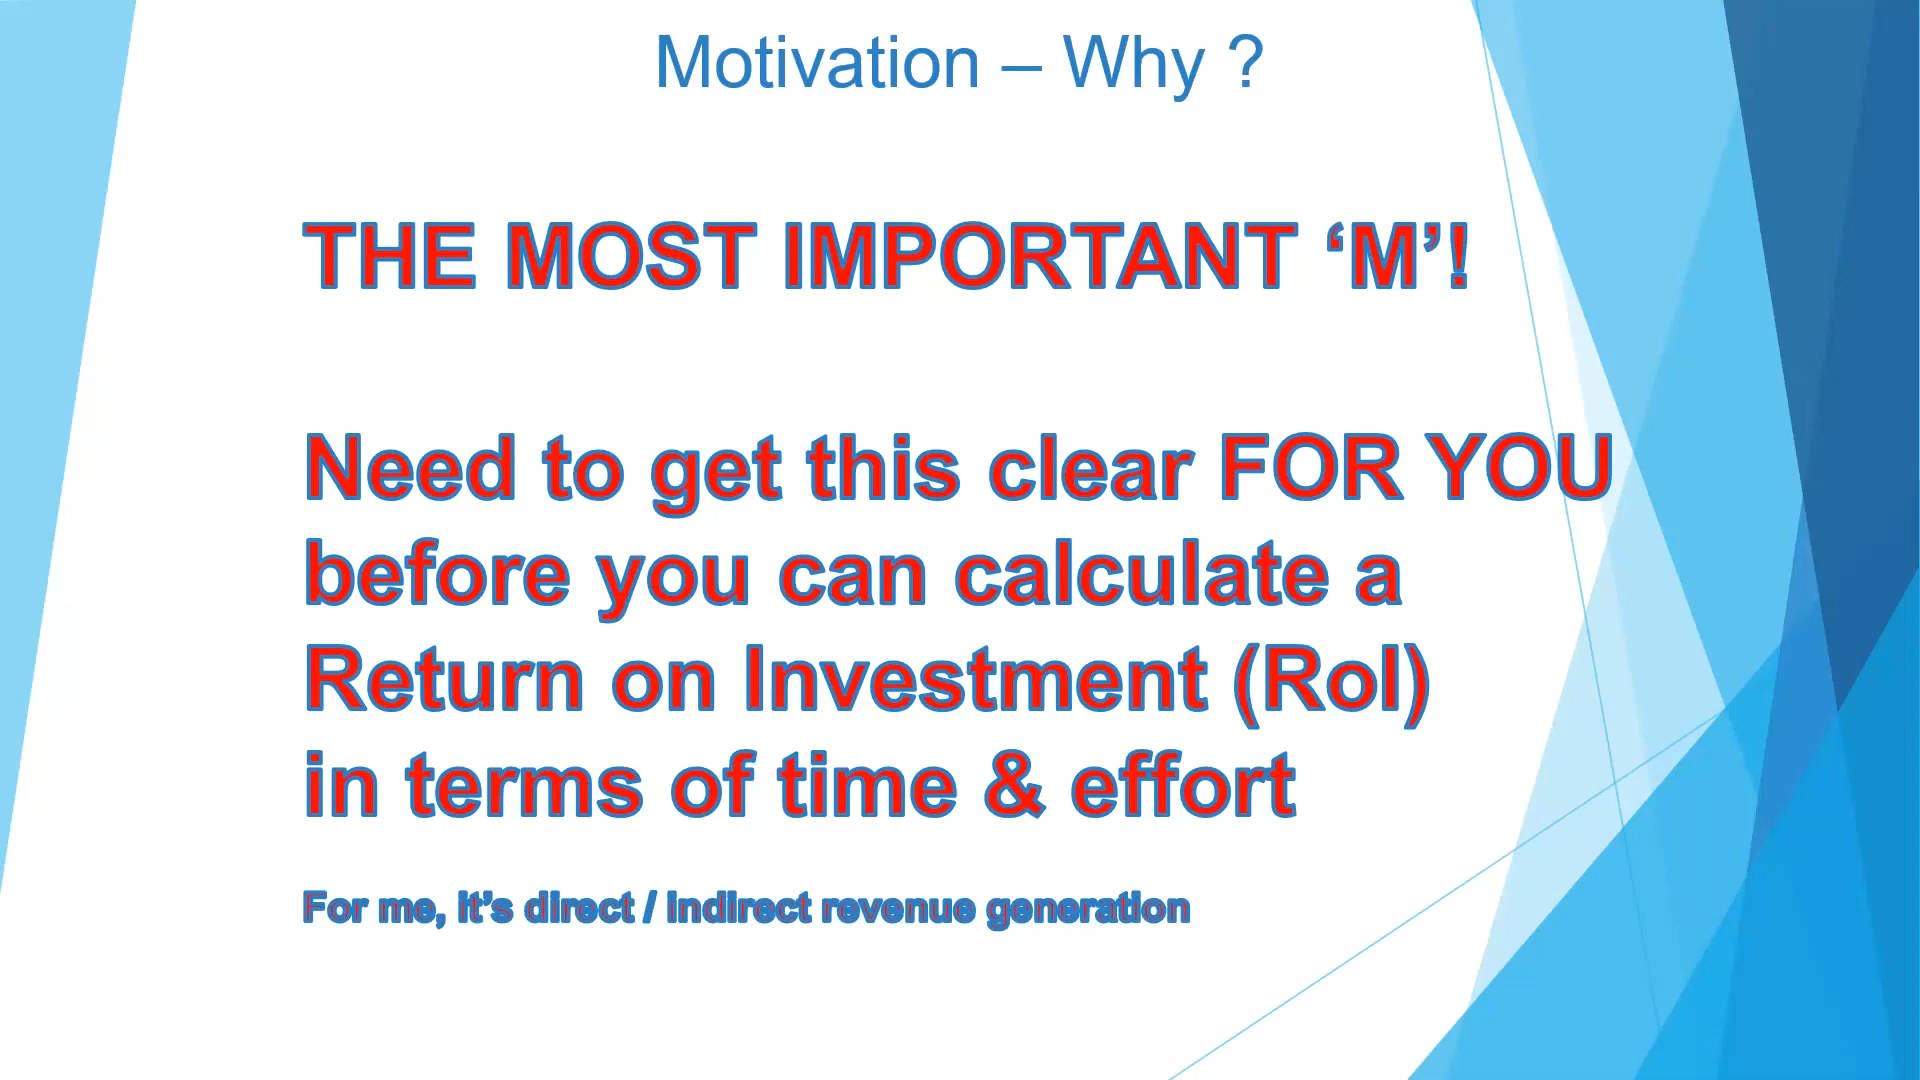 Motivation – Why ?
THE MOST IMPORTANT ‘M’!
Need to get this clear FOR YOU
before you can calculate a
Return on Investment (RoI)
in terms of time & effort
For me, it’s direct / indirect revenue generation